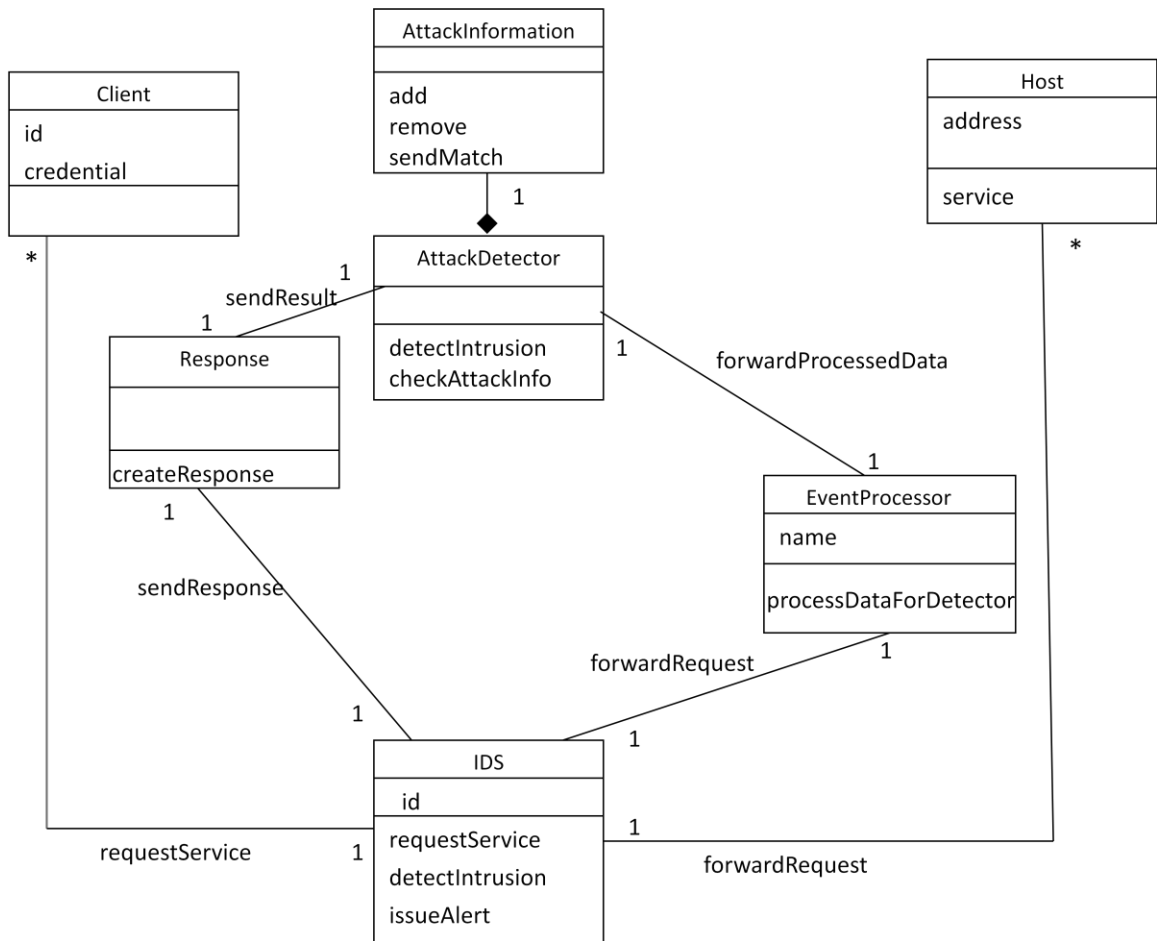 AttackInformation
add
remove
sendMatch
1
Client
id
credential
*
Host
address
service
*
AttackDetector
detectIntrusion
checkAttackInfo
1
sendResult
1
1
forwardProcessedData
1
Response
createResponse
1
sendResponse
1
EventProcessor
name
processDataForDetector
1
forwardRequest
1
IDS
id
requestService
detectIntrusion
issueAlert
requestService
1
1
forwardRequest